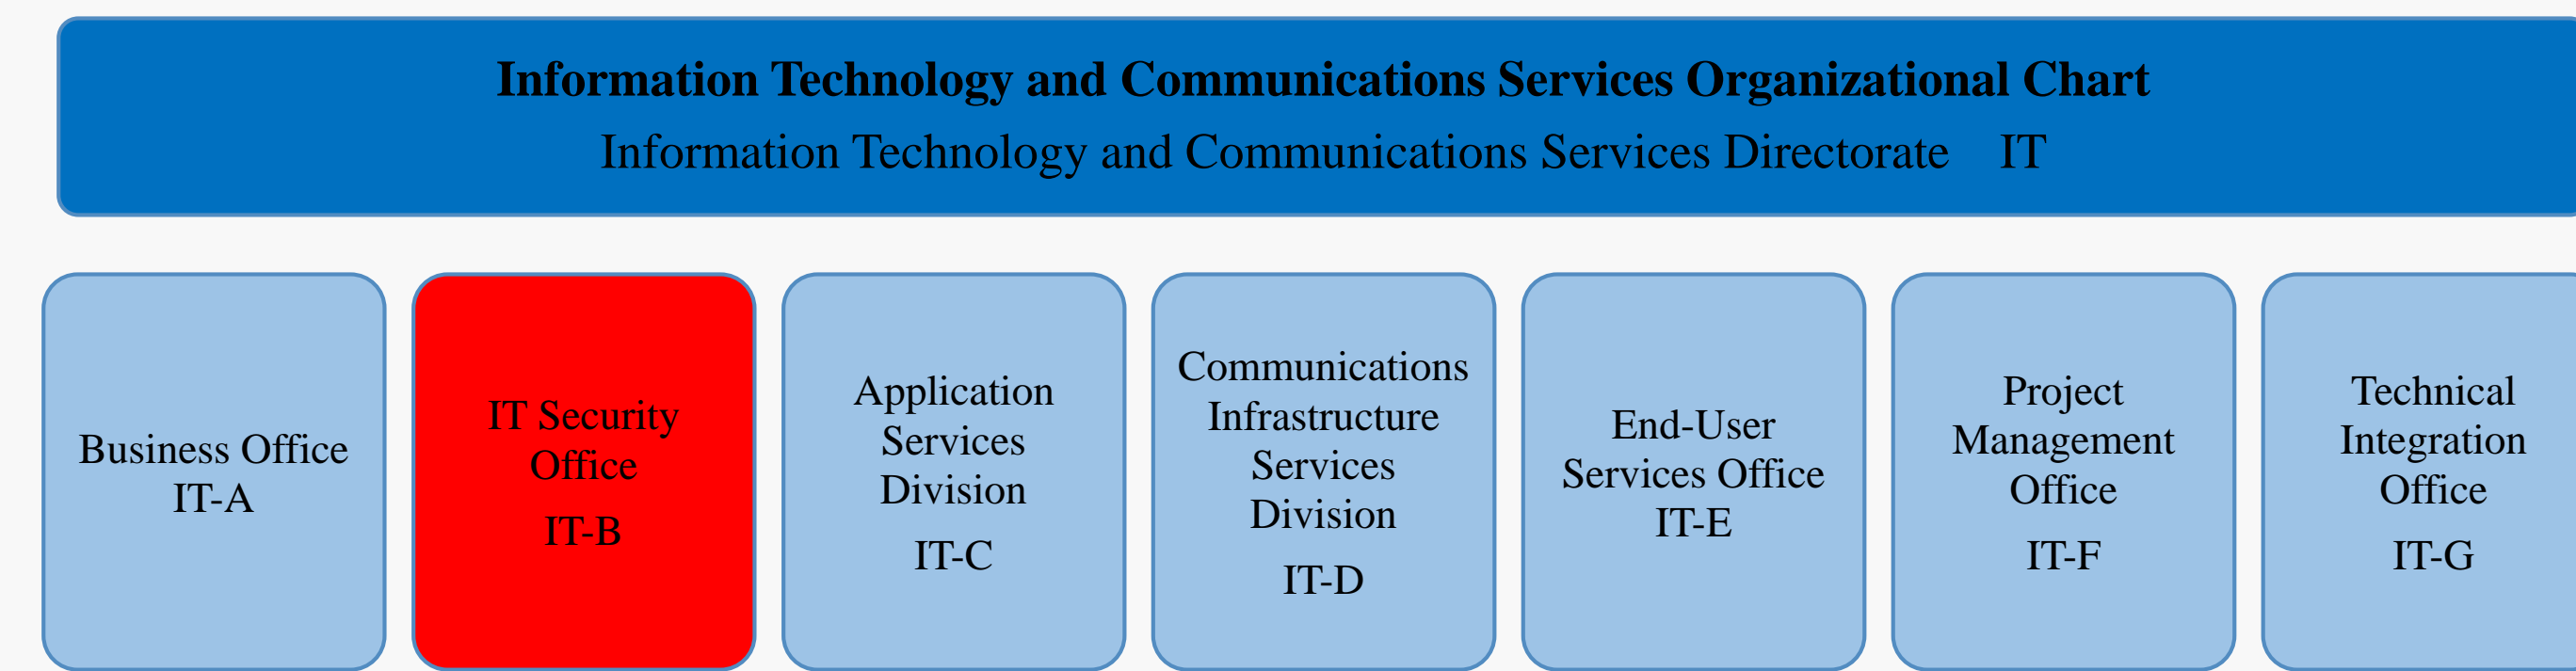 Information Technology and Communications Services Organizational Chart
Information Technology and Communications Services Directorate    IT
Business Office
IT-A
IT Security
Office
IT-B
Application
Services
Division
IT-C
Communications
Infrastructure
Services
Division
IT-D
End-User
Services Office
IT-E
Project
Management
Office
IT-F
Technical
Integration
Office
IT-G